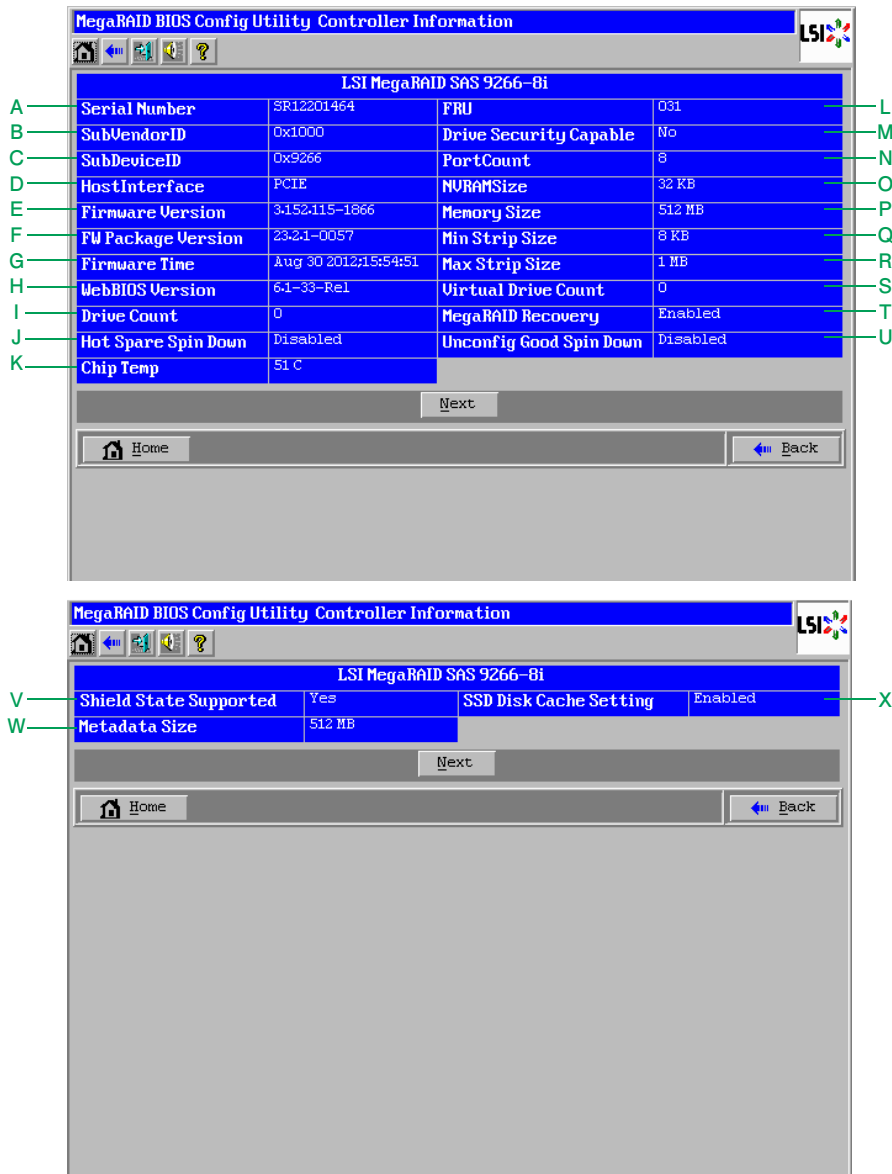 MegaRAID BIOS Config Utility Controller Information
LSI
LSI MegaRAID SAS 9266-8i
A Serial Number SR12201464 FRU 031 L
B SubVendorID 0x1000 Drive Security Capable No M
C SubDeviceID 0x9266 PortCount 8 N
D HostInterface PCIE NVRAMSize 32 KB O
E Firmware Version 3.152.115-1866 Memory Size 512 MB P
F FW Package Version 23.2.1-0057 Min Strip Size 8 KB Q
G Firmware Time Aug 30 2012;15:54:51 Max Strip Size 1 MB R
H WebBIOS Version 6.1-33-Rel Virtual Drive Count 0 S
I Drive Count 0 MegaRAID Recovery Enabled T
J Hot Spare Spin Down Disabled Unconfig Good Spin Down Disabled U
K Chip Temp 51 C
Next
Home Back
MegaRAID BIOS Config Utility Controller Information
LSI
LSI MegaRAID SAS 9266-8i
V Shield State Supported Yes SSD Disk Cache Setting Enabled X
W Metadata Size 512 MB
Next
Home Back